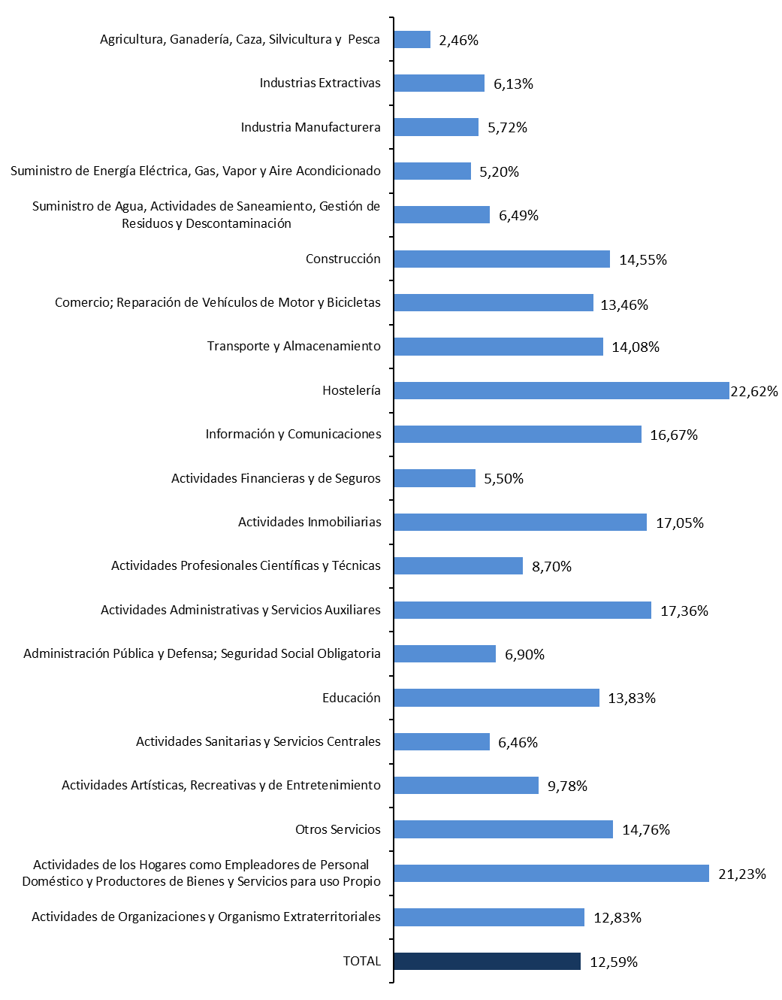 Agricultura, Ganadería, Caza, Silvicultura y  Pesca 2,46%
Industrias Extractivas 6,13%
Industria Manufacturera 5,72%
Suministro de Energía Eléctrica, Gas, Vapor y Aire Acondicionado 5,20%
Suministro de Agua, Actividades de Saneamiento, Gestión de
Residuos y Descontaminación 6,49%
Construcción 14,55%
Comercio; Reparación de Vehículos de Motor y Bicicletas 13,46%
Transporte y Almacenamiento 14,08%
Hostelería 22,62%
Información y Comunicaciones 16,67%
Actividades Financieras y de Seguros 5,50%
Actividades Inmobiliarias 17,05%
Actividades Profesionales Científicas y Técnicas 8,70%
Actividades Administrativas y Servicios Auxiliares 17,36%
Administración Pública y Defensa; Seguridad Social Obligatoria 6,90%
Educación 13,83%
Actividades Sanitarias y Servicios Centrales 6,46%
Actividades Artísticas, Recreativas y de Entretenimiento 9,78%
Otros Servicios 14,76%
Actividades de los Hogares como Empleadores de Personal
Doméstico y Productores de Bienes y Servicios para uso Propio 21,23%
Actividades de Organizaciones y Organismo Extraterritoriales 12,83%
TOTAL 12,59%